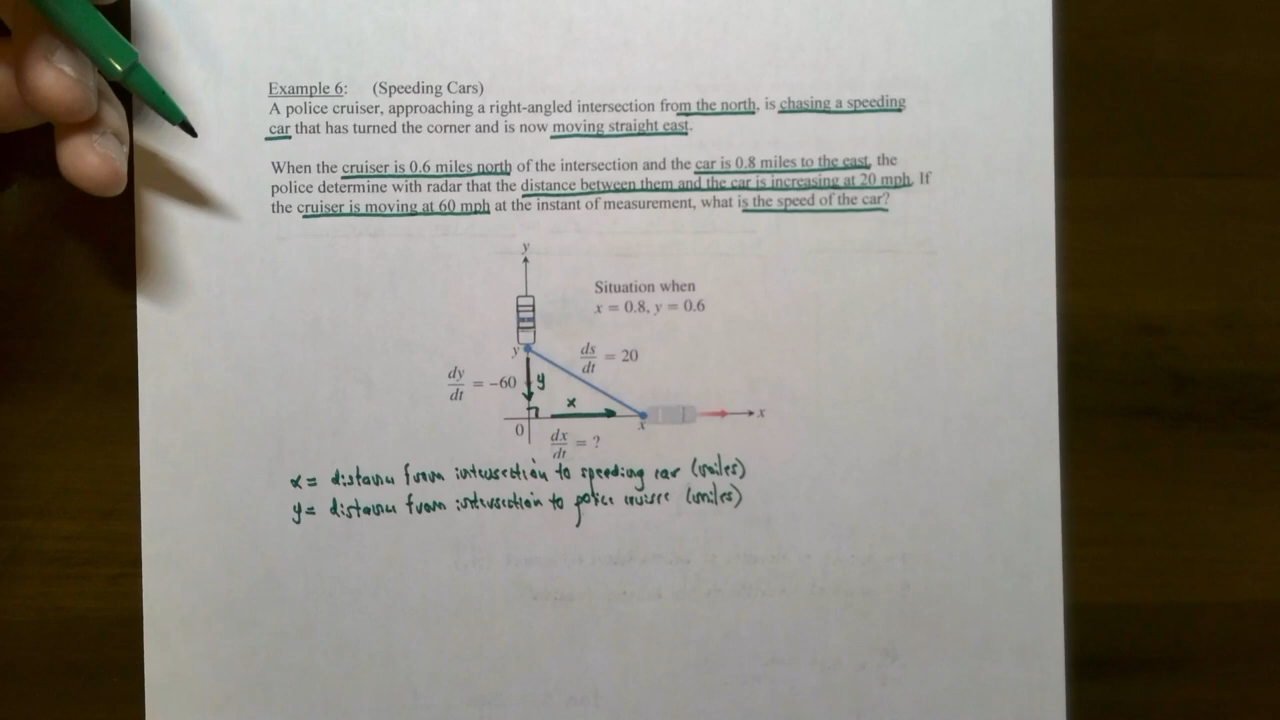 Example 6: (Speeding Cars)
A police cruiser, approaching a right-angled intersection from the north, is chasing a speeding
car that has turned the corner and is now moving straight east.
When the cruiser is 0.6 miles north of the intersection and the car is 0.8 miles to the east, the
police determine with radar that the distance between them and the car is increasing at 20 mph. If
the cruiser is moving at 60 mph at the instant of measurement, what is the speed of the car?
y
Situation when
x = 0.8, y = 0.6
y
ds/dt = 20
dy/dt = -60
y
x
x
x
0
dx/dt = ?
x = distance from intersection to speeding car (miles)
y = distance from intersection to police cruiser (miles)